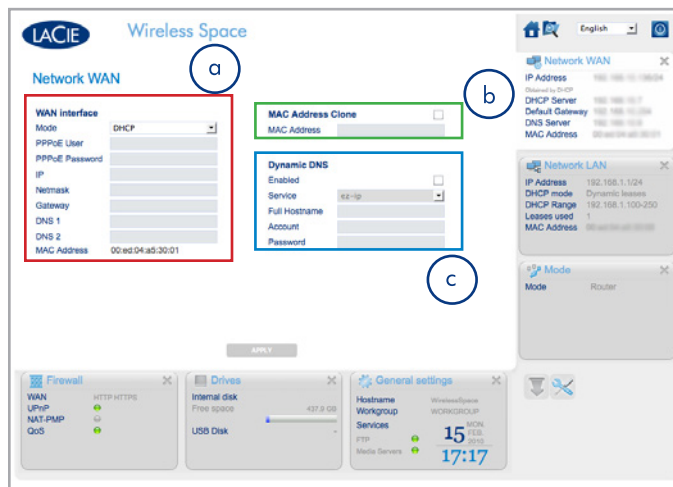 LACIE
Wireless Space
English
a
b
c
Network WAN
WAN interface
Mode DHCP
PPPoE User
PPPoE Password
IP
Netmask
Gateway
DNS 1
DNS 2
MAC Address 00:ed:04:a5:30:01
MAC Address Clone
MAC Address
Dynamic DNS
Enabled
Service ez-ip
Full Hostname
Account
Password
APPLY
Network WAN
IP Address
Obtained by DHCP
DHCP Server
Default Gateway
DNS Server
MAC Address
Network LAN
IP Address 192.168.1.1/24
DHCP mode Dynamic leases
DHCP Range 192.168.1.100-250
Leases used 1
MAC Address
Mode
Mode Router
Firewall
WAN HTTP HTTPS
UPnP
NAT-PMP
QoS
Drives
Internal disk
Free space 437.9 GB
USB Disk -
General settings
Hostname WirelessSpace
Workgroup WORKGROUP
Services
FTP
Media Servers
15 MON.
FEB.
2010
17:17